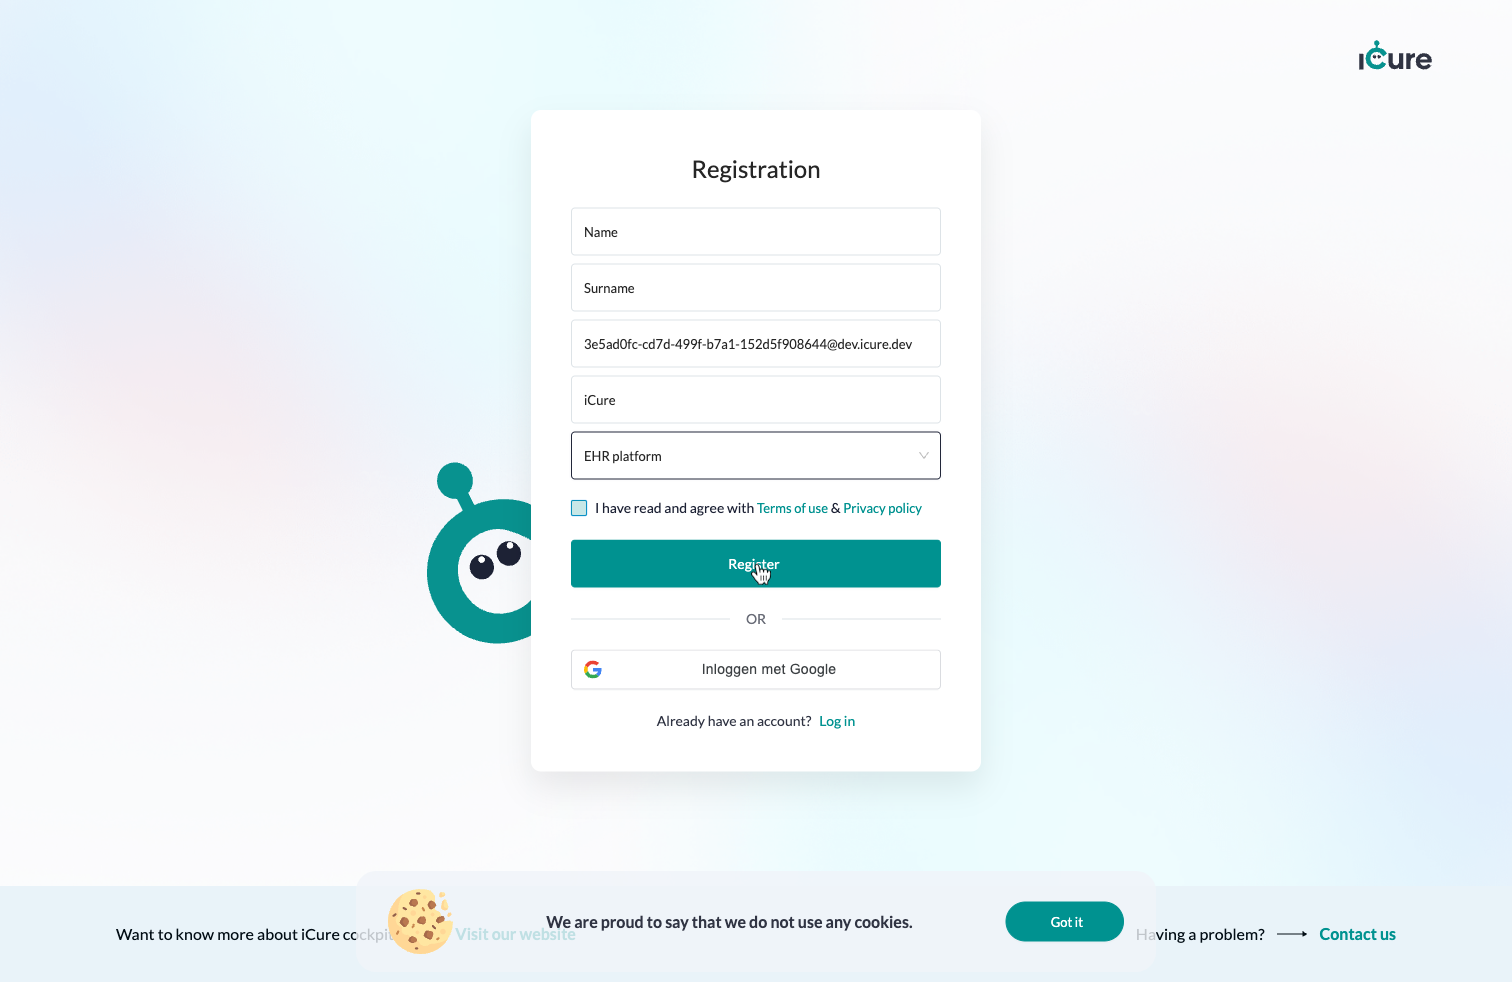 iCure
Registration
Name
Surname
3e5ad0fc-cd7d-499f-b7a1-152d5f908644@dev.icure.dev
iCure
EHR platform
I have read and agree with Terms of use & Privacy policy
Register
OR
Inloggen met Google
Already have an account? Log in
We are proud to say that we do not use any cookies.
Got it
Want to know more about iCure cockpit
Visit our website
Having a problem?
Contact us